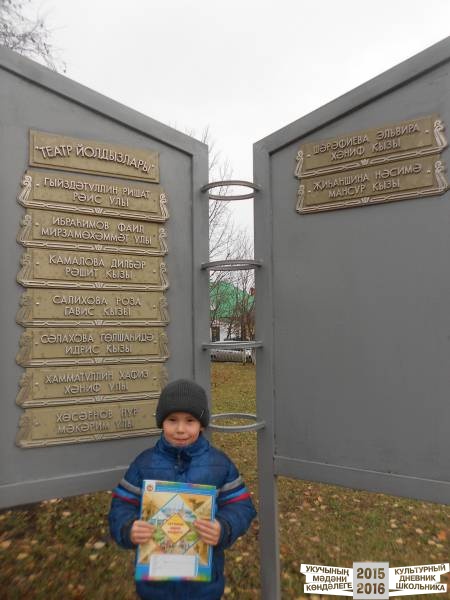 "ТЕАТР ЙОЛДЫЗЛАРЫ"
ГЫЙЗДӘТУЛЛИН РИШАТ
РӘИС УЛЫ
ИБРАҺИМОВ ФАИЛ
МИРЗАМӨХӘММӘТ УЛЫ
КАМАЛОВА ДИЛБӘР
РӘШИТ КЫЗЫ
САЛИХОВА РОЗА
ГАВИС КЫЗЫ
СӘЛАХОВА ГӨЛШАҺИДӘ
ИДРИС КЫЗЫ
ХАММАТУЛЛИН ХАФИЗ
ХӘНИФ УЛЫ
ХӨСӘЕНОВ НУР
МӘКӘРИМ УЛЫ
ШӘРӘФИЕВА ЭЛЬВИРА
ХӘНИФ КЫЗЫ
ҖИҺАНШИНА НӘСИМӘ
МАНСУР КЫЗЫ
УКУЧЫНЫҢ
МӘДӘНИ
КӨНДӘЛЕГЕ
2015
2016
КУЛЬТУРНЫЙ
ДНЕВНИК
ШКОЛЬНИКА